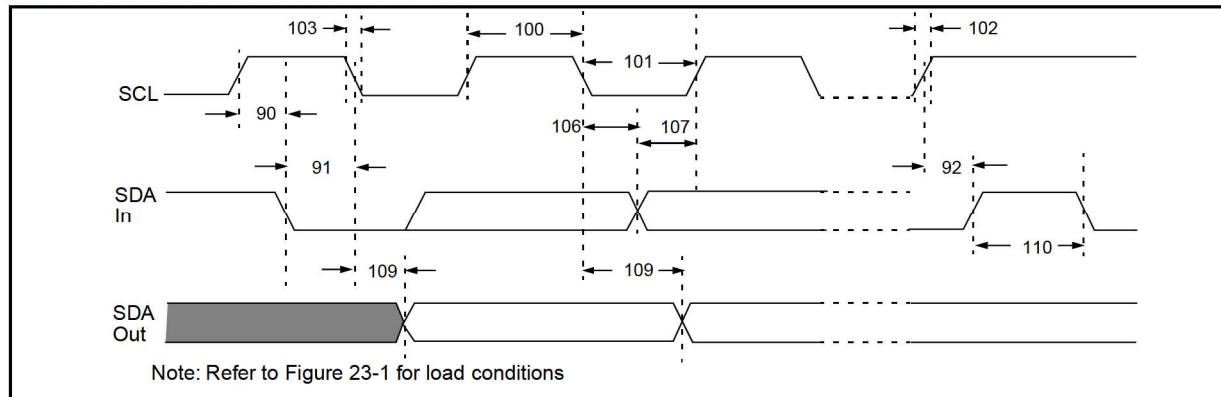 103
100
102
101
SCL
90
106
107
91
92
SDA
In
110
109
109
SDA
Out
Note: Refer to Figure 23-1 for load conditions